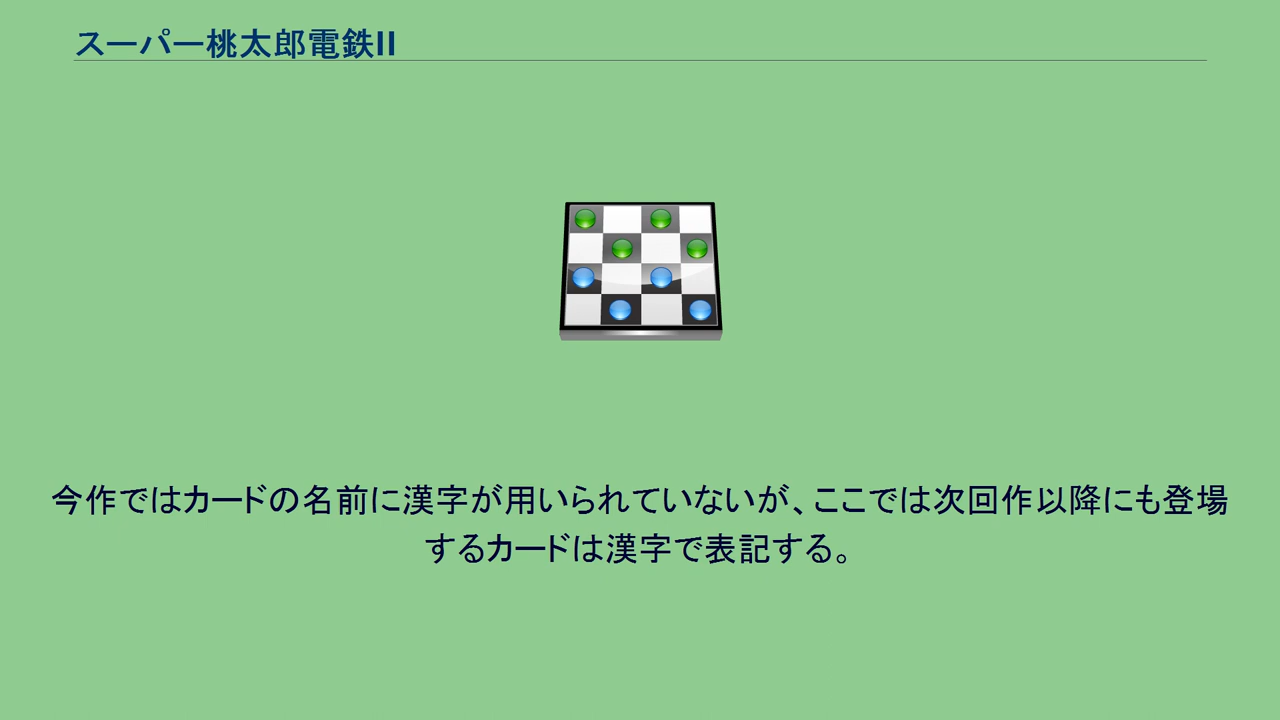 スーパー桃太郎電鉄II
今作ではカードの名前に漢字が用いられていないが、ここでは次回作以降にも登場
するカードは漢字で表記する。